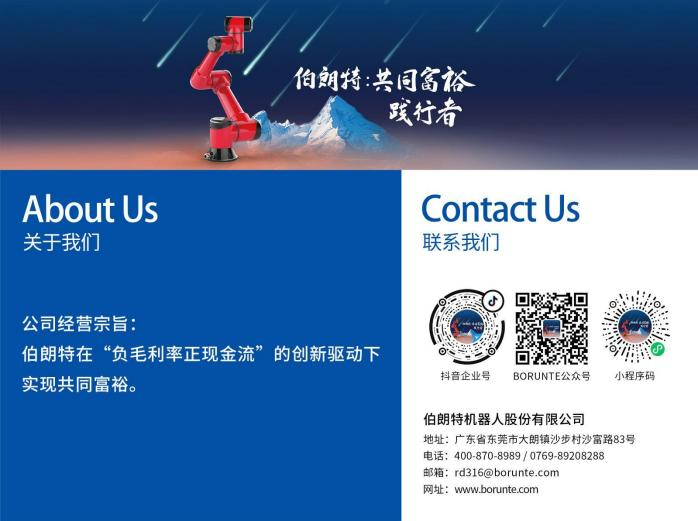 伯朗特:共同富裕
践行者
About Us
关于我们
公司经营宗旨：
伯朗特在“负毛利率正现金流”的创新驱动下
实现共同富裕。
Contact Us
联系我们
抖音企业号 BORUNTE公众号 小程序码
伯朗特机器人股份有限公司
地址：广东省东莞市大朗镇沙步村沙富路83号
电话：400-870-8989 / 0769-89208288
邮箱：rd316@borunte.com
网址：www.borunte.com